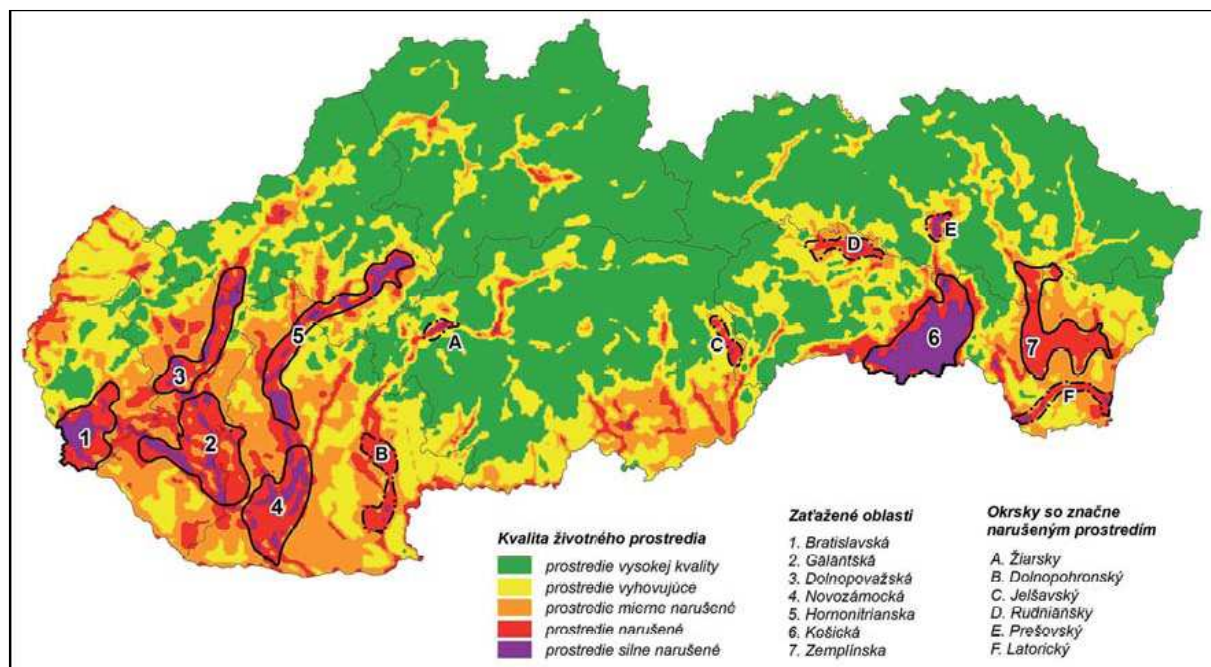 1
2
3
4
5
6
7
A
B
C
D
E
F
Kvalita životného prostredia
prostredie vysokej kvality
prostredie vyhovujúce
prostredie mierne narušené
prostredie narušené
prostredie silne narušené
Zaťažené oblasti
1. Bratislavská
2. Galantská
3. Dolnopovažská
4. Novozámocká
5. Hornonitrianska
6. Košická
7. Zemplínska
Okrsky so značne
narušeným prostredím
A. Žiarsky
B. Dolnopohronský
C. Jelšavský
D. Rudniansky
E. Prešovský
F. Latorický